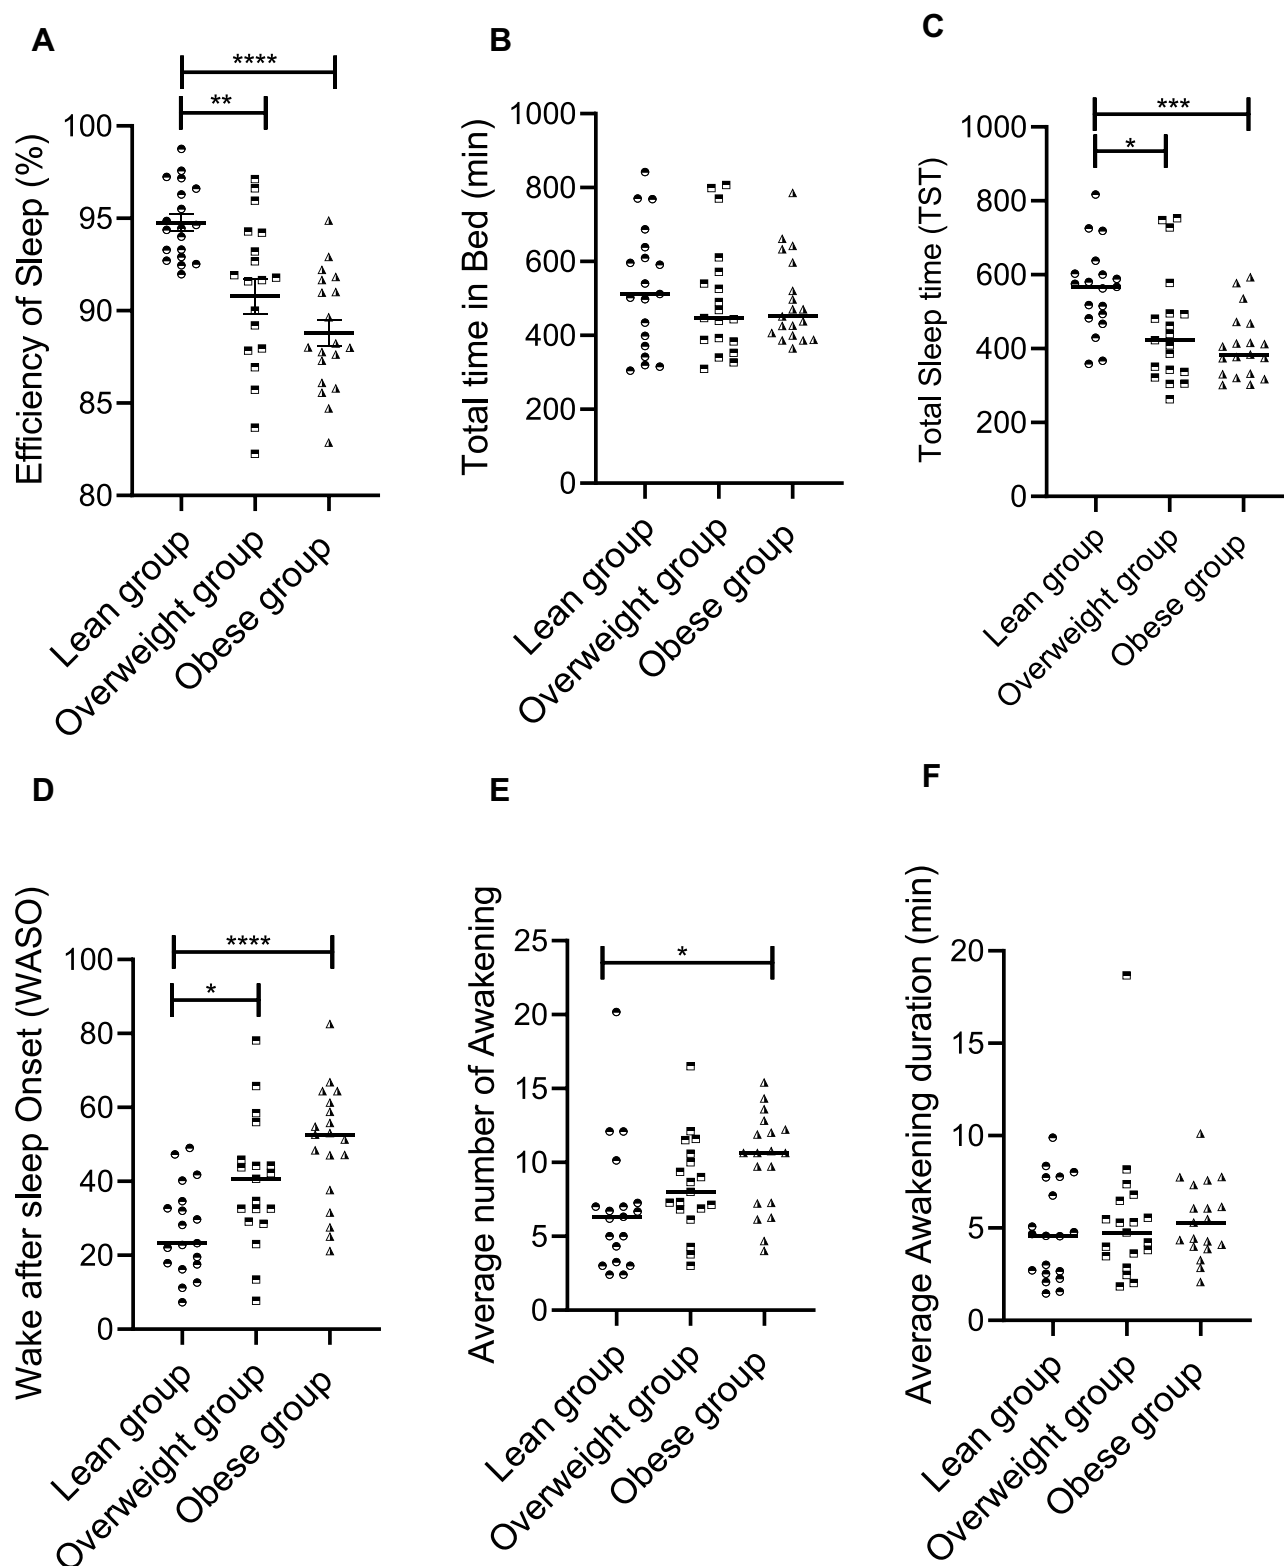 A
Efficiency of Sleep (%)
100
95
90
85
80
****
**
Lean group
Overweight group
Obese group
B
Total time in Bed (min)
1000
800
600
400
200
0
Lean group
Overweight group
Obese group
C
Total Sleep time (TST)
1000
800
600
400
200
0
***
*
Lean group
Overweight group
Obese group
D
Wake after sleep Onset (WASO)
100
80
60
40
20
0
****
*
Lean group
Overweight group
Obese group
E
Average number of Awakening
25
20
15
10
5
0
*
Lean group
Overweight group
Obese group
F
Average Awakening duration (min)
20
15
10
5
0
Lean group
Overweight group
Obese group